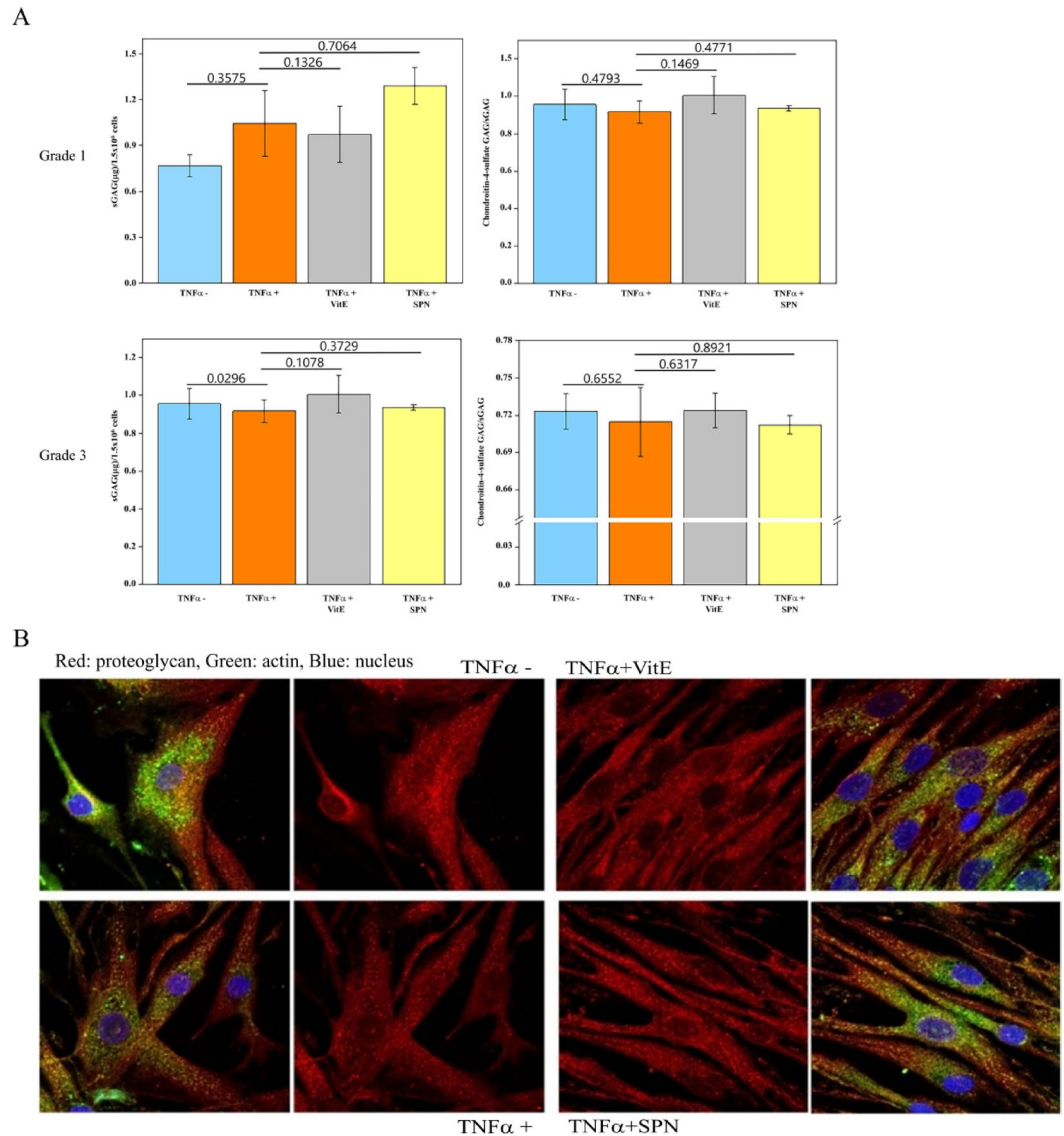 A
Grade 1
sGAG(μg)/1.5x10⁶ cells
1.5
1.2
0.9
0.6
0.3
0.0
0.7064
0.1326
0.3575
TNFα - TNFα + TNFα + TNFα +
VitE SPN
Chondroitin-4-sulfate GAG/sGAG
1.2
1.0
0.8
0.6
0.4
0.2
0.0
0.4771
0.1469
0.4793
TNFα - TNFα + TNFα + TNFα +
VitE SPN
Grade 3
sGAG(μg)/1.5x10⁶ cells
1.2
1.0
0.8
0.6
0.4
0.2
0.0
0.3729
0.1078
0.0296
TNFα - TNFα + TNFα + TNFα +
VitE SPN
Chondroitin-4-sulfate GAG/sGAG
0.78
0.75
0.72
0.69
0.66
0.03
0.00
0.8921
0.6317
0.6552
TNFα - TNFα + TNFα + TNFα +
VitE SPN
B
Red: proteoglycan, Green: actin, Blue: nucleus
TNFα - TNFα+VitE
TNFα + TNFα+SPN